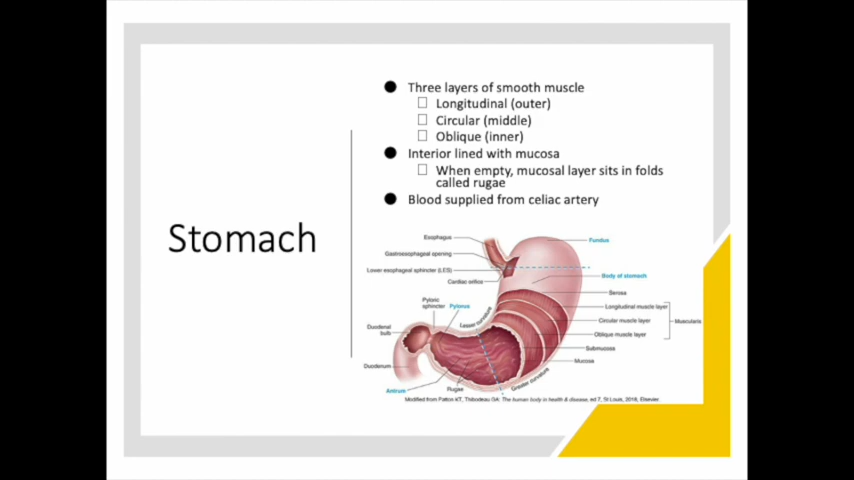 Stomach
● Three layers of smooth muscle
□ Longitudinal (outer)
□ Circular (middle)
□ Oblique (inner)
● Interior lined with mucosa
□ When empty, mucosal layer sits in folds
called rugae
● Blood supplied from celiac artery
Esophagus
Fundus
Gastroesophageal opening
Lower esophageal sphincter (LES)
Body of stomach
Cardiac orifice
Serosa
Pyloric
sphincter
Pylorus
Longitudinal muscle layer
Lesser curvature
Circular muscle layer
Muscularis
Duodenal
bulb
Oblique muscle layer
Submucosa
Mucosa
Duodenum
Greater curvature
Antrum
Rugae
Modified from Patton KT, Thibodeau GA: The human body in health & disease, ed 7, St Louis, 2018, Elsevier.